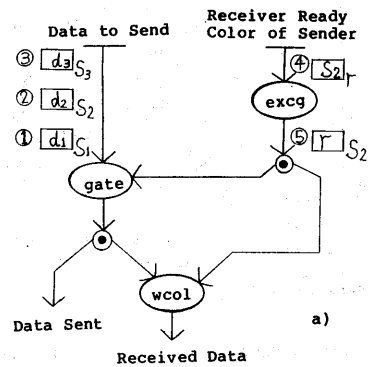 Data to Send
Receiver Ready
Color of Sender
③ d3 S3
④ S2 r
② d2 S2
excg
① d1 S1
⑤ r S2
gate
wcol
Data Sent
a)
Received Data